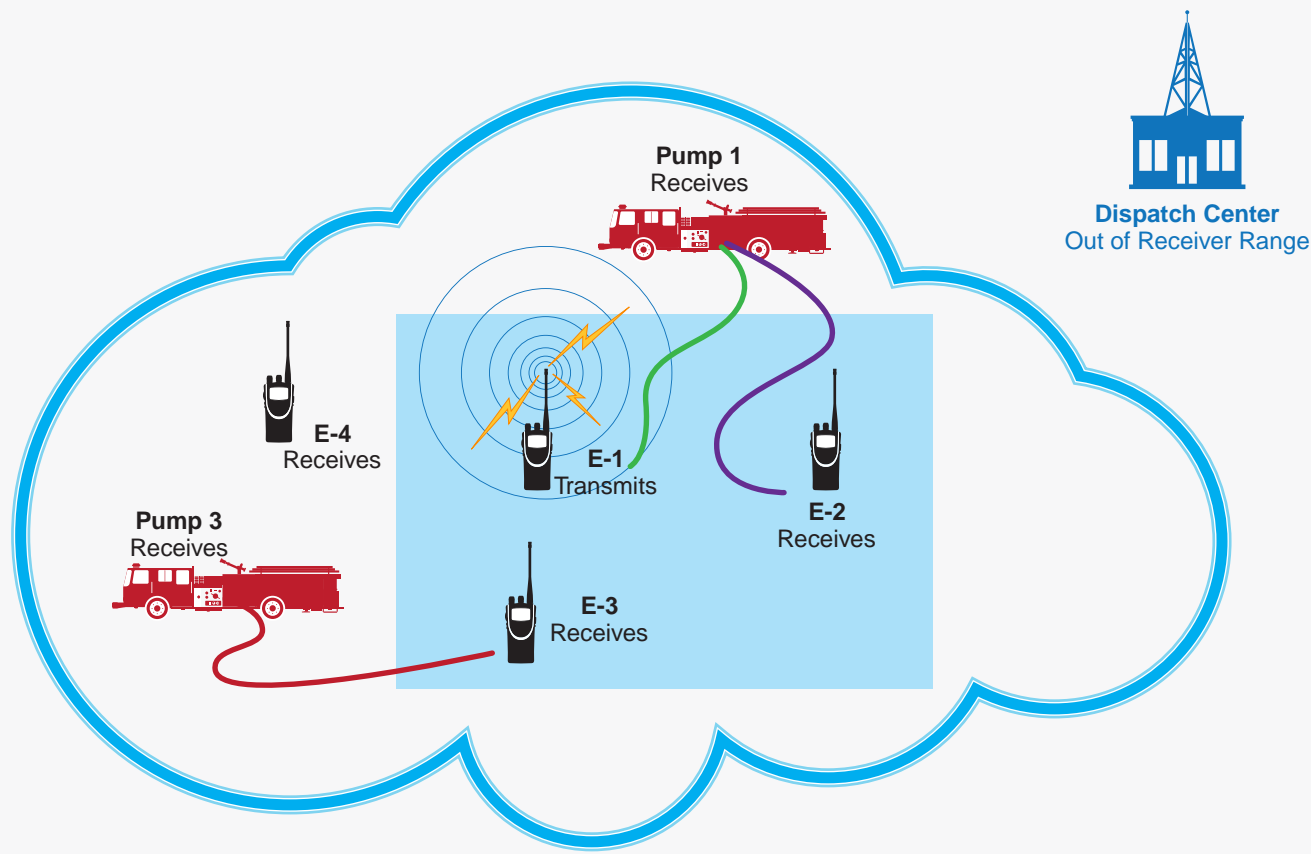 Pump 1
Receives
Dispatch Center
Out of Receiver Range
E-4
Receives
E-1
Transmits
E-2
Receives
Pump 3
Receives
E-3
Receives